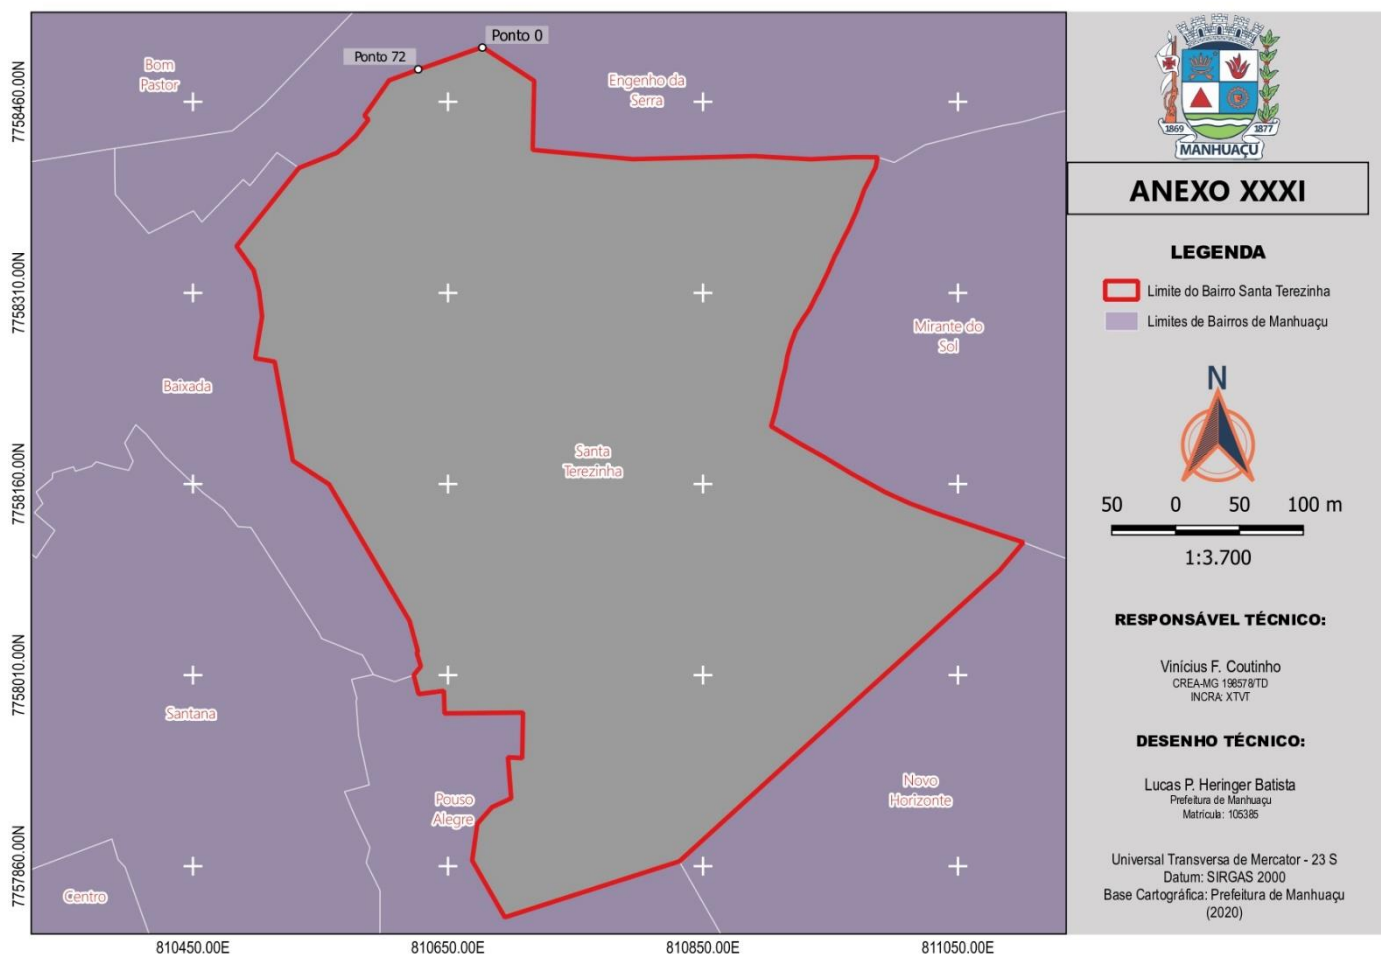 Ponto 0
Ponto 72
Bom
Pastor
Engenho da
Serra
Mirante do
Sol
Baixada
Santa
Terezinha
Santana
Pouso
Alegre
Novo
Horizonte
Centro
7758460.00N
7758310.00N
7758160.00N
7758010.00N
7757860.00N
810450.00E
810650.00E
810850.00E
811050.00E
1869
1877
MANHUAÇU
ANEXO XXXI
LEGENDA
Limite do Bairro Santa Terezinha
Limites de Bairros de Manhuaçu
N
50 0 50 100 m
1:3.700
RESPONSÁVEL TÉCNICO:
Vinícius F. Coutinho
CREA-MG 198578/TD
INCRA: XTVT
DESENHO TÉCNICO:
Lucas P. Heringer Batista
Prefeitura de Manhuaçu
Matrícula: 105385
Universal Transversa de Mercator - 23 S
Datum: SIRGAS 2000
Base Cartográfica: Prefeitura de Manhuaçu
(2020)